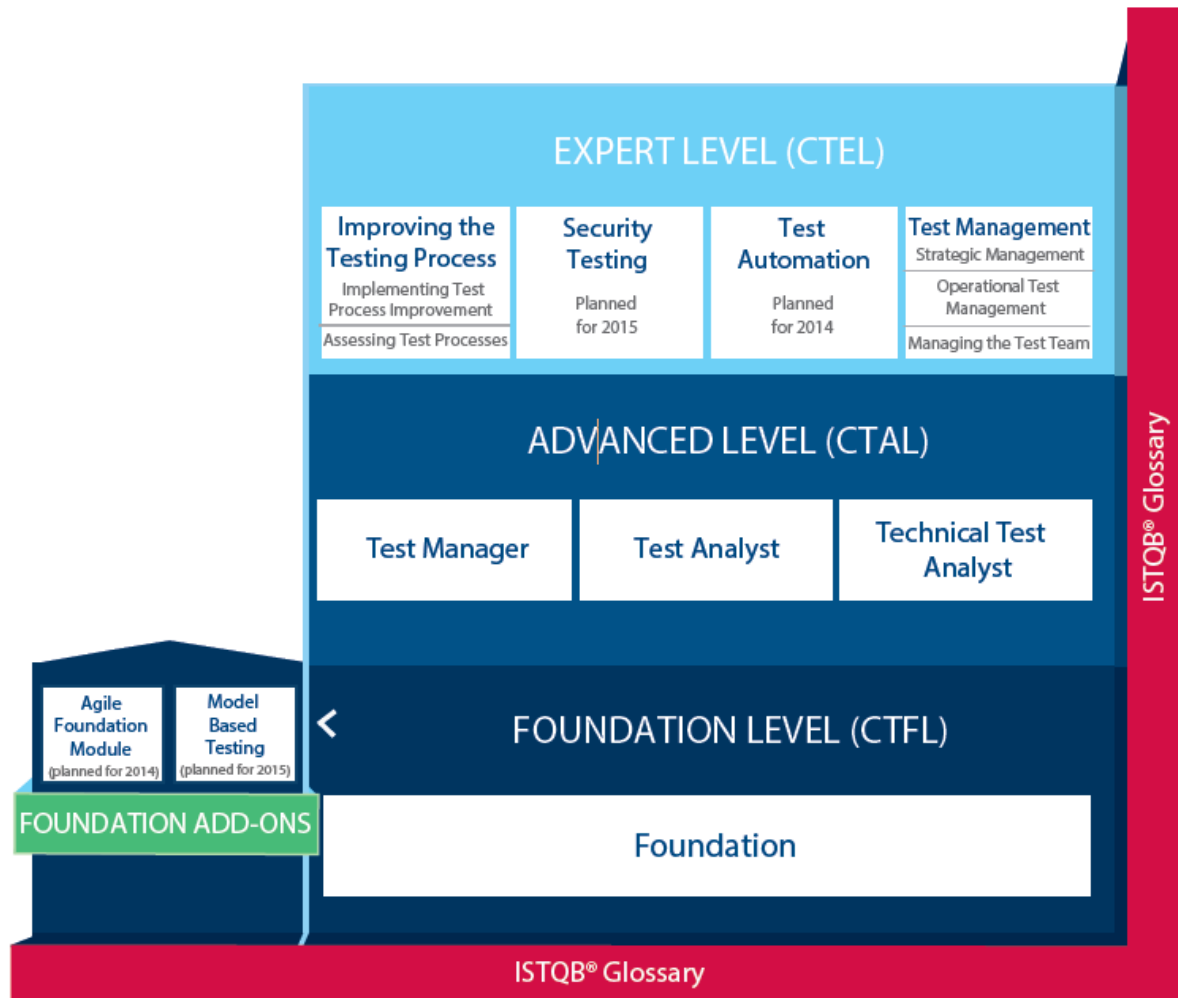 EXPERT LEVEL (CTEL)
Improving the
Testing Process
Implementing Test
Process Improvement
Assessing Test Processes
Security
Testing
Planned
for 2015
Test
Automation
Planned
for 2014
Test Management
Strategic Management
Operational Test
Management
Managing the Test Team
ADVANCED LEVEL (CTAL)
Test Manager
Test Analyst
Technical Test
Analyst
Agile
Foundation
Module
(planned for 2014)
Model
Based
Testing
(planned for 2015)
FOUNDATION ADD-ONS
<
FOUNDATION LEVEL (CTFL)
Foundation
ISTQB® Glossary
ISTQB® Glossary